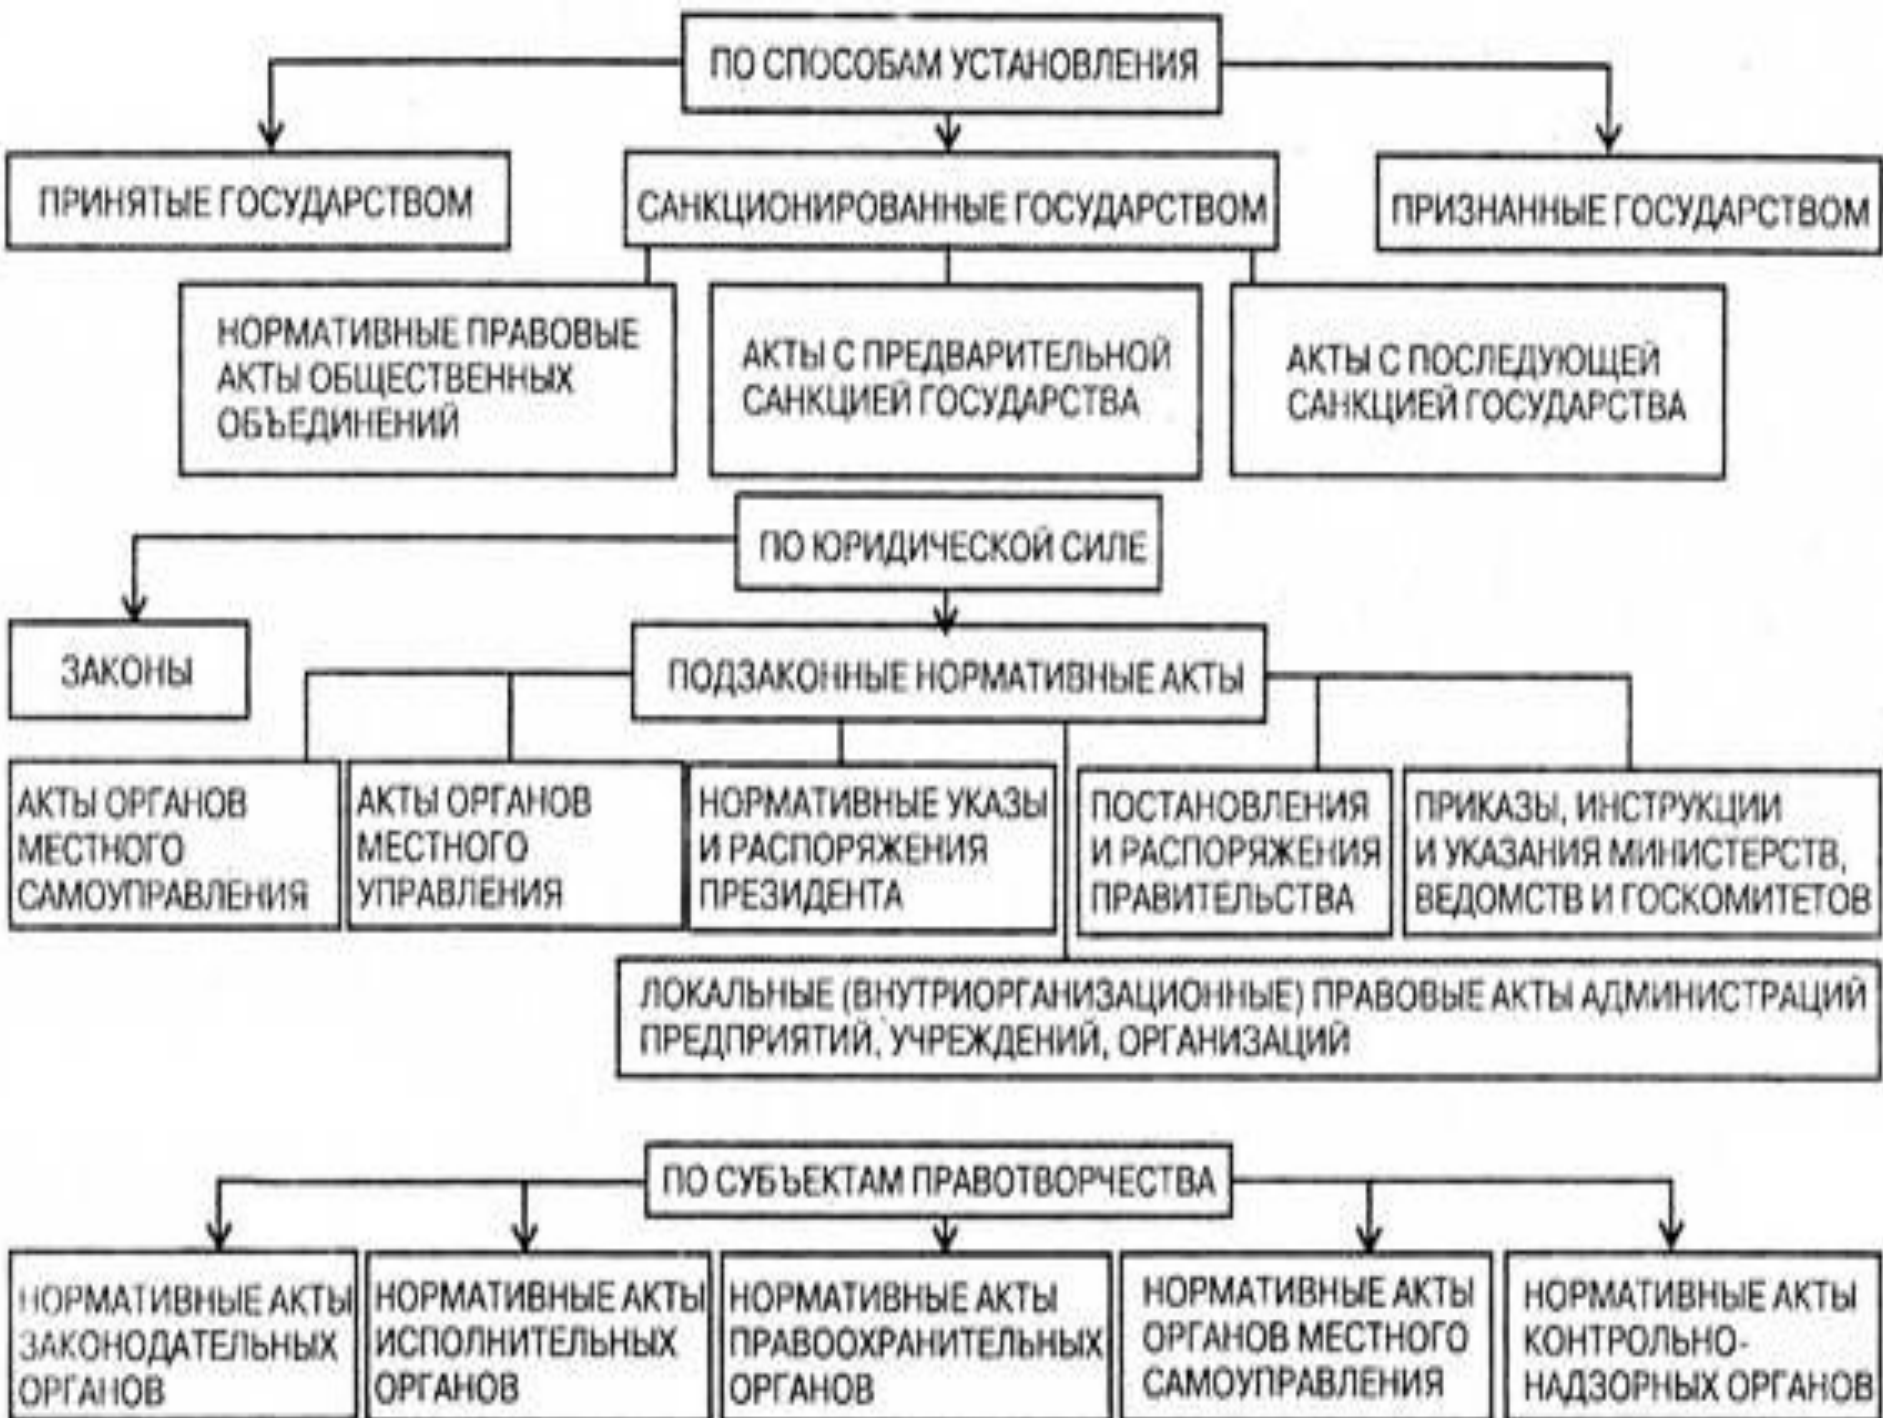 ПО СПОСОБАМ УСТАНОВЛЕНИЯ
ПРИНЯТЫЕ ГОСУДАРСТВОМ
САНКЦИОНИРОВАННЫЕ ГОСУДАРСТВОМ
ПРИЗНАННЫЕ ГОСУДАРСТВОМ
НОРМАТИВНЫЕ ПРАВОВЫЕ
АКТЫ ОБЩЕСТВЕННЫХ
ОБЪЕДИНЕНИЙ
АКТЫ С ПРЕДВАРИТЕЛЬНОЙ
САНКЦИЕЙ ГОСУДАРСТВА
АКТЫ С ПОСЛЕДУЮЩЕЙ
САНКЦИЕЙ ГОСУДАРСТВА
ПО ЮРИДИЧЕСКОЙ СИЛЕ
ЗАКОНЫ
ПОДЗАКОННЫЕ НОРМАТИВНЫЕ АКТЫ
АКТЫ ОРГАНОВ
МЕСТНОГО
САМОУПРАВЛЕНИЯ
АКТЫ ОРГАНОВ
МЕСТНОГО
УПРАВЛЕНИЯ
НОРМАТИВНЫЕ УКАЗЫ
И РАСПОРЯЖЕНИЯ
ПРЕЗИДЕНТА
ПОСТАНОВЛЕНИЯ
И РАСПОРЯЖЕНИЯ
ПРАВИТЕЛЬСТВА
ПРИКАЗЫ, ИНСТРУКЦИИ
И УКАЗАНИЯ МИНИСТЕРСТВ,
ВЕДОМСТВ И ГОСКОМИТЕТОВ
ЛОКАЛЬНЫЕ (ВНУТРИОРГАНИЗАЦИОННЫЕ) ПРАВОВЫЕ АКТЫ АДМИНИСТРАЦИЙ
ПРЕДПРИЯТИЙ, УЧРЕЖДЕНИЙ, ОРГАНИЗАЦИЙ
ПО СУБЪЕКТАМ ПРАВОТВОРЧЕСТВА
НОРМАТИВНЫЕ АКТЫ
ЗАКОНОДАТЕЛЬНЫХ
ОРГАНОВ
НОРМАТИВНЫЕ АКТЫ
ИСПОЛНИТЕЛЬНЫХ
ОРГАНОВ
НОРМАТИВНЫЕ АКТЫ
ПРАВООХРАНИТЕЛЬНЫХ
ОРГАНОВ
НОРМАТИВНЫЕ АКТЫ
ОРГАНОВ МЕСТНОГО
САМОУПРАВЛЕНИЯ
НОРМАТИВНЫЕ АКТЫ
КОНТРОЛЬНО-
НАДЗОРНЫХ ОРГАНОВ